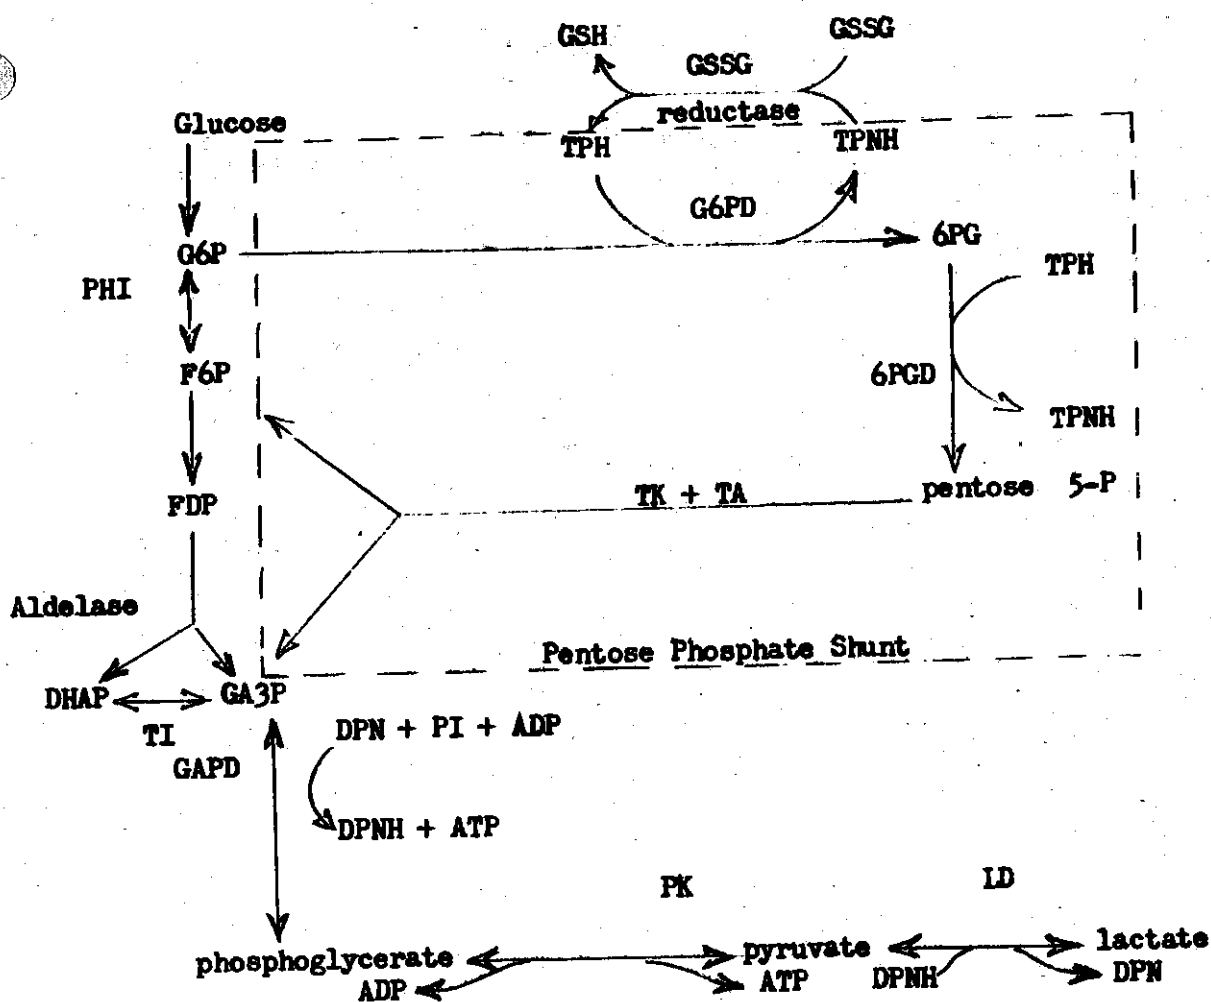 GSH
GSSG
GSSG
reductase
Glucose
TPH
TPNH
G6PD
G6P
6PG
TPH
PHI
F6P
6PGD
TPNH
FDP
TK + TA
pentose 5-P
Aldelase
Pentose Phosphate Shunt
DHAP
GA3P
TI
DPN + PI + ADP
GAPD
DPNH + ATP
PK
LD
phosphoglycerate
pyruvate
lactate
ADP
ATP
DPNH
DPN